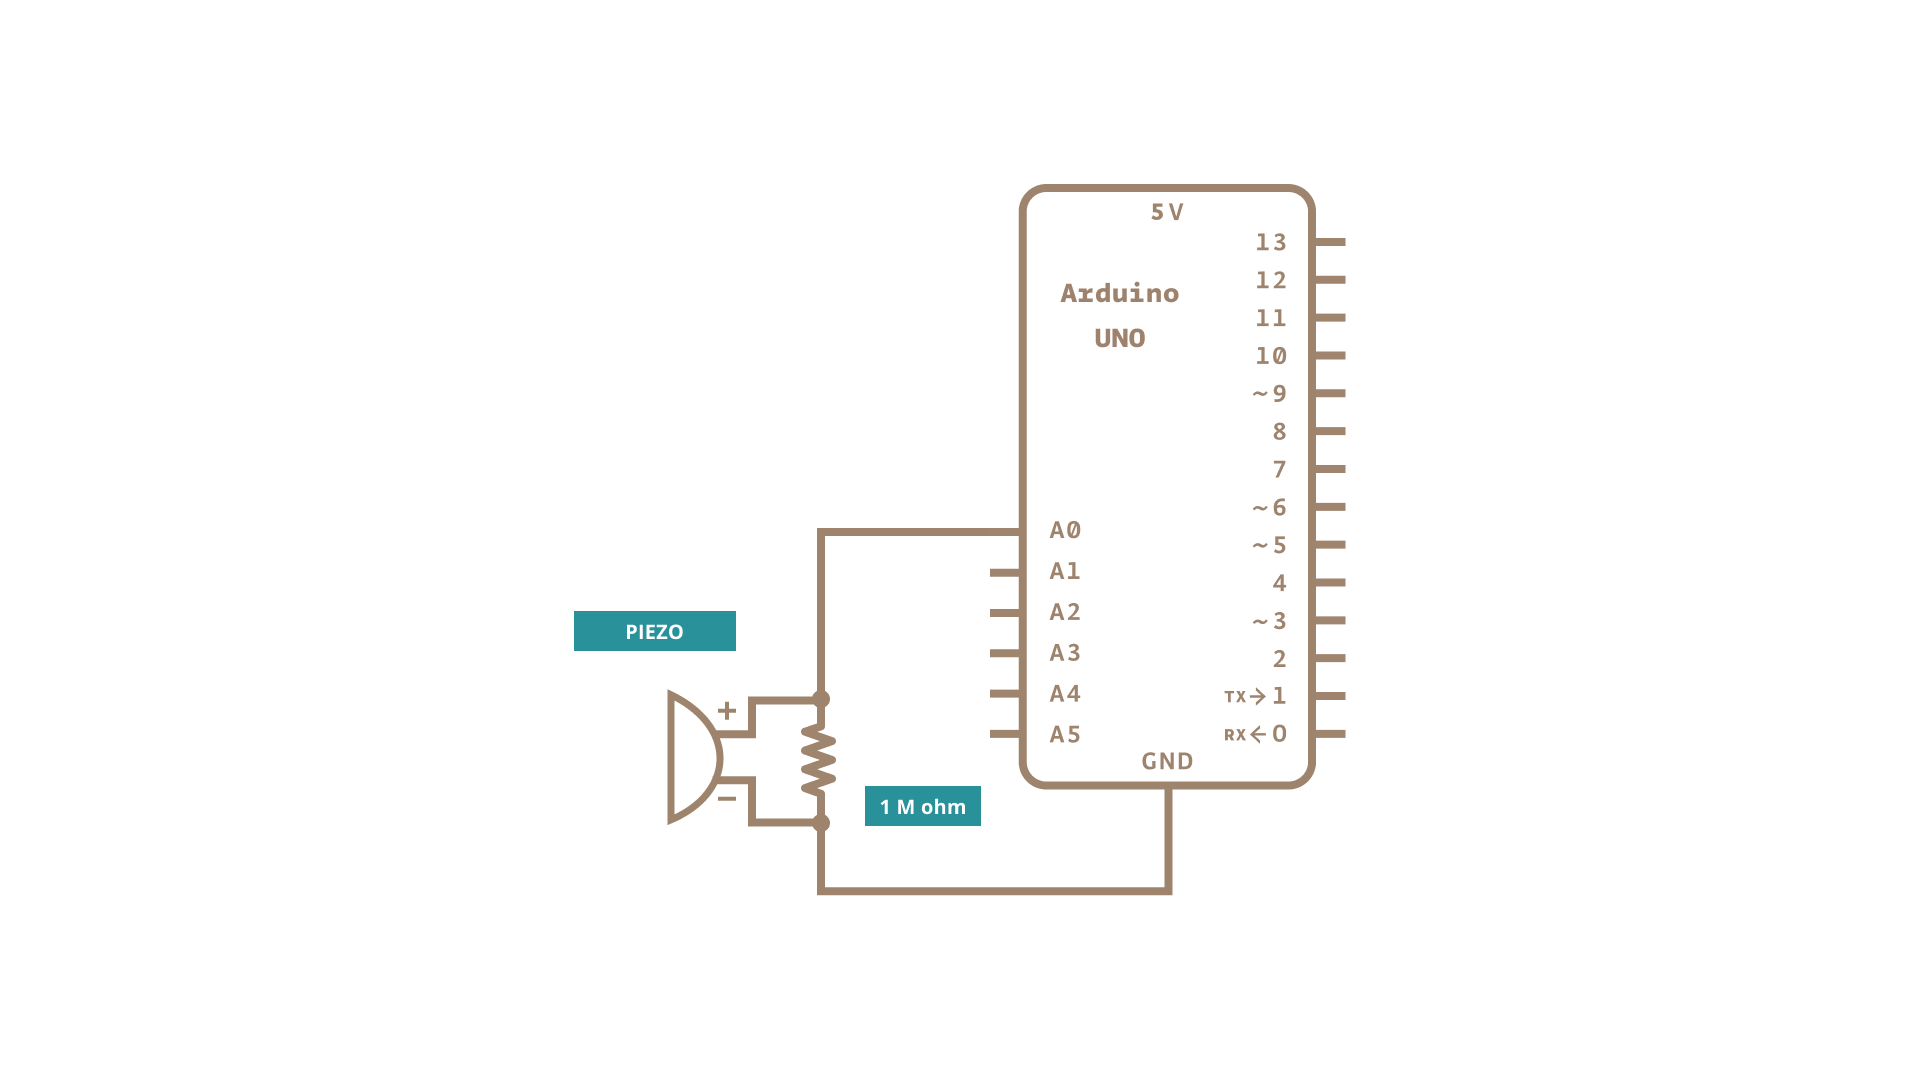 5V
13
12
Arduino
11
UNO
10
~9
8
7
~6
A0
~5
A1
4
A2
~3
PIEZO
A3
2
A4
TX→1
+
A5
RX←0
GND
−
1 M ohm